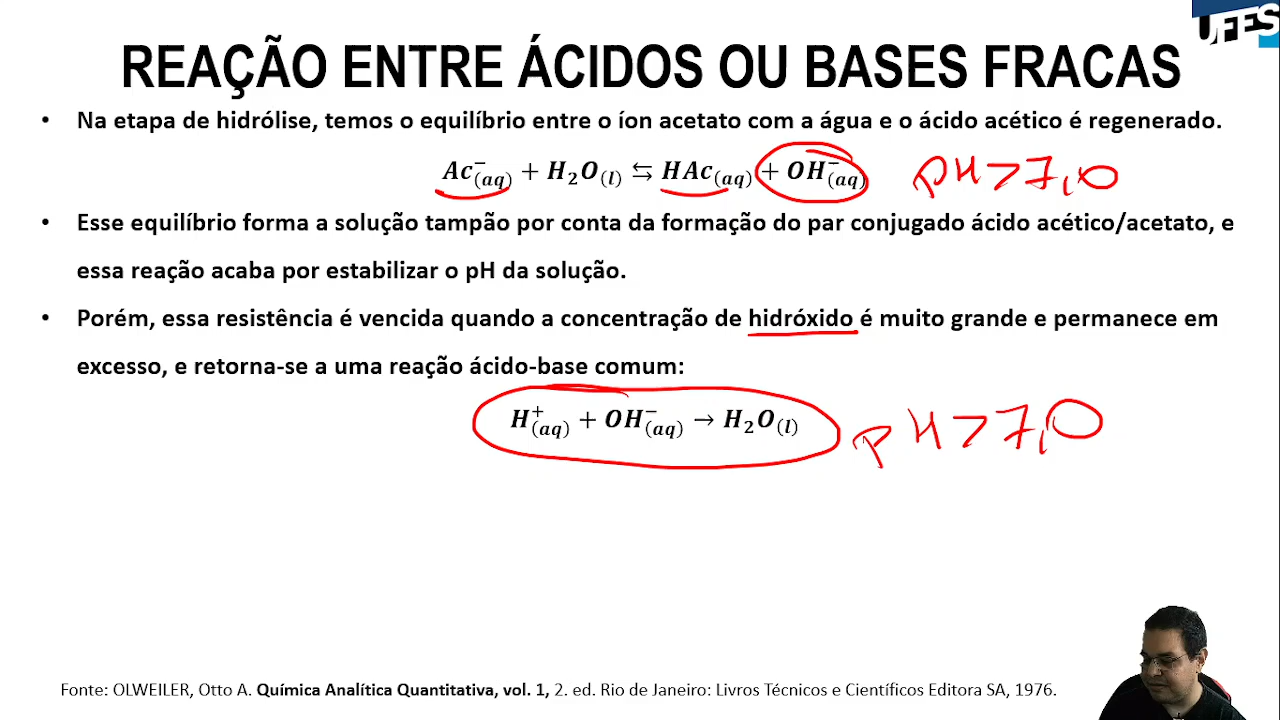 UFES
REAÇÃO ENTRE ÁCIDOS OU BASES FRACAS
• Na etapa de hidrólise, temos o equilíbrio entre o íon acetato com a água e o ácido acético é regenerado.
Ac⁻(aq) + H₂O(l) ⇆ HAc(aq) + OH⁻(aq) pH > 7,0
• Esse equilíbrio forma a solução tampão por conta da formação do par conjugado ácido acético/acetato, e
essa reação acaba por estabilizar o pH da solução.
• Porém, essa resistência é vencida quando a concentração de hidróxido é muito grande e permanece em
excesso, e retorna-se a uma reação ácido-base comum:
H⁺(aq) + OH⁻(aq) → H₂O(l) pH > 7,0
Fonte: OLWEILER, Otto A. Química Analítica Quantitativa, vol. 1, 2. ed. Rio de Janeiro: Livros Técnicos e Científicos Editora SA, 1976.